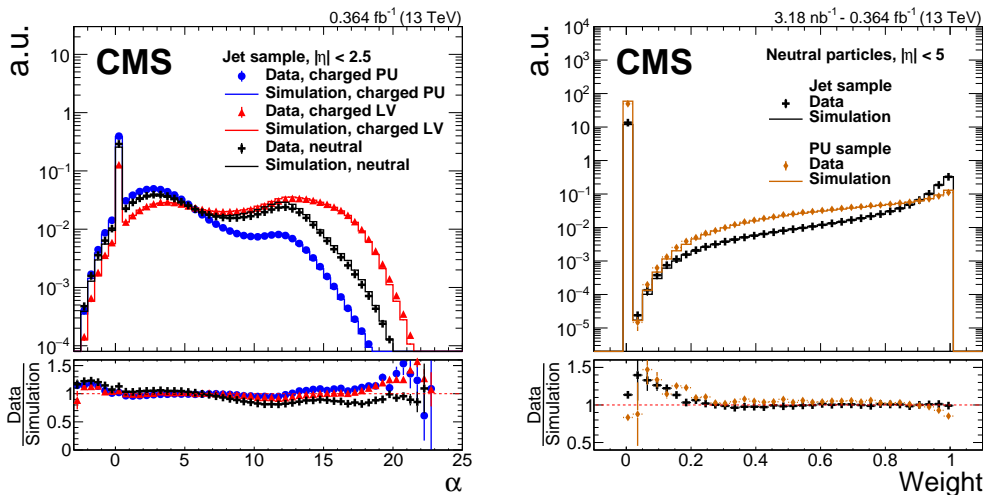 0.364 fb⁻¹ (13 TeV)
a.u.
CMS
Jet sample, |η| < 2.5
Data, charged PU
Simulation, charged PU
Data, charged LV
Simulation, charged LV
Data, neutral
Simulation, neutral
10
1
10⁻¹
10⁻²
10⁻³
10⁻⁴
Data
Simulation
1.5
1
0.5
0
0 5 10 15 20 25
α
3.18 nb⁻¹ - 0.364 fb⁻¹ (13 TeV)
a.u.
CMS
Neutral particles, |η| < 5
Jet sample
Data
Simulation
PU sample
Data
Simulation
10⁵
10⁴
10³
10²
10
1
10⁻¹
10⁻²
10⁻³
10⁻⁴
10⁻⁵
Data
Simulation
1.5
1
0.5
0 0.2 0.4 0.6 0.8 1
Weight